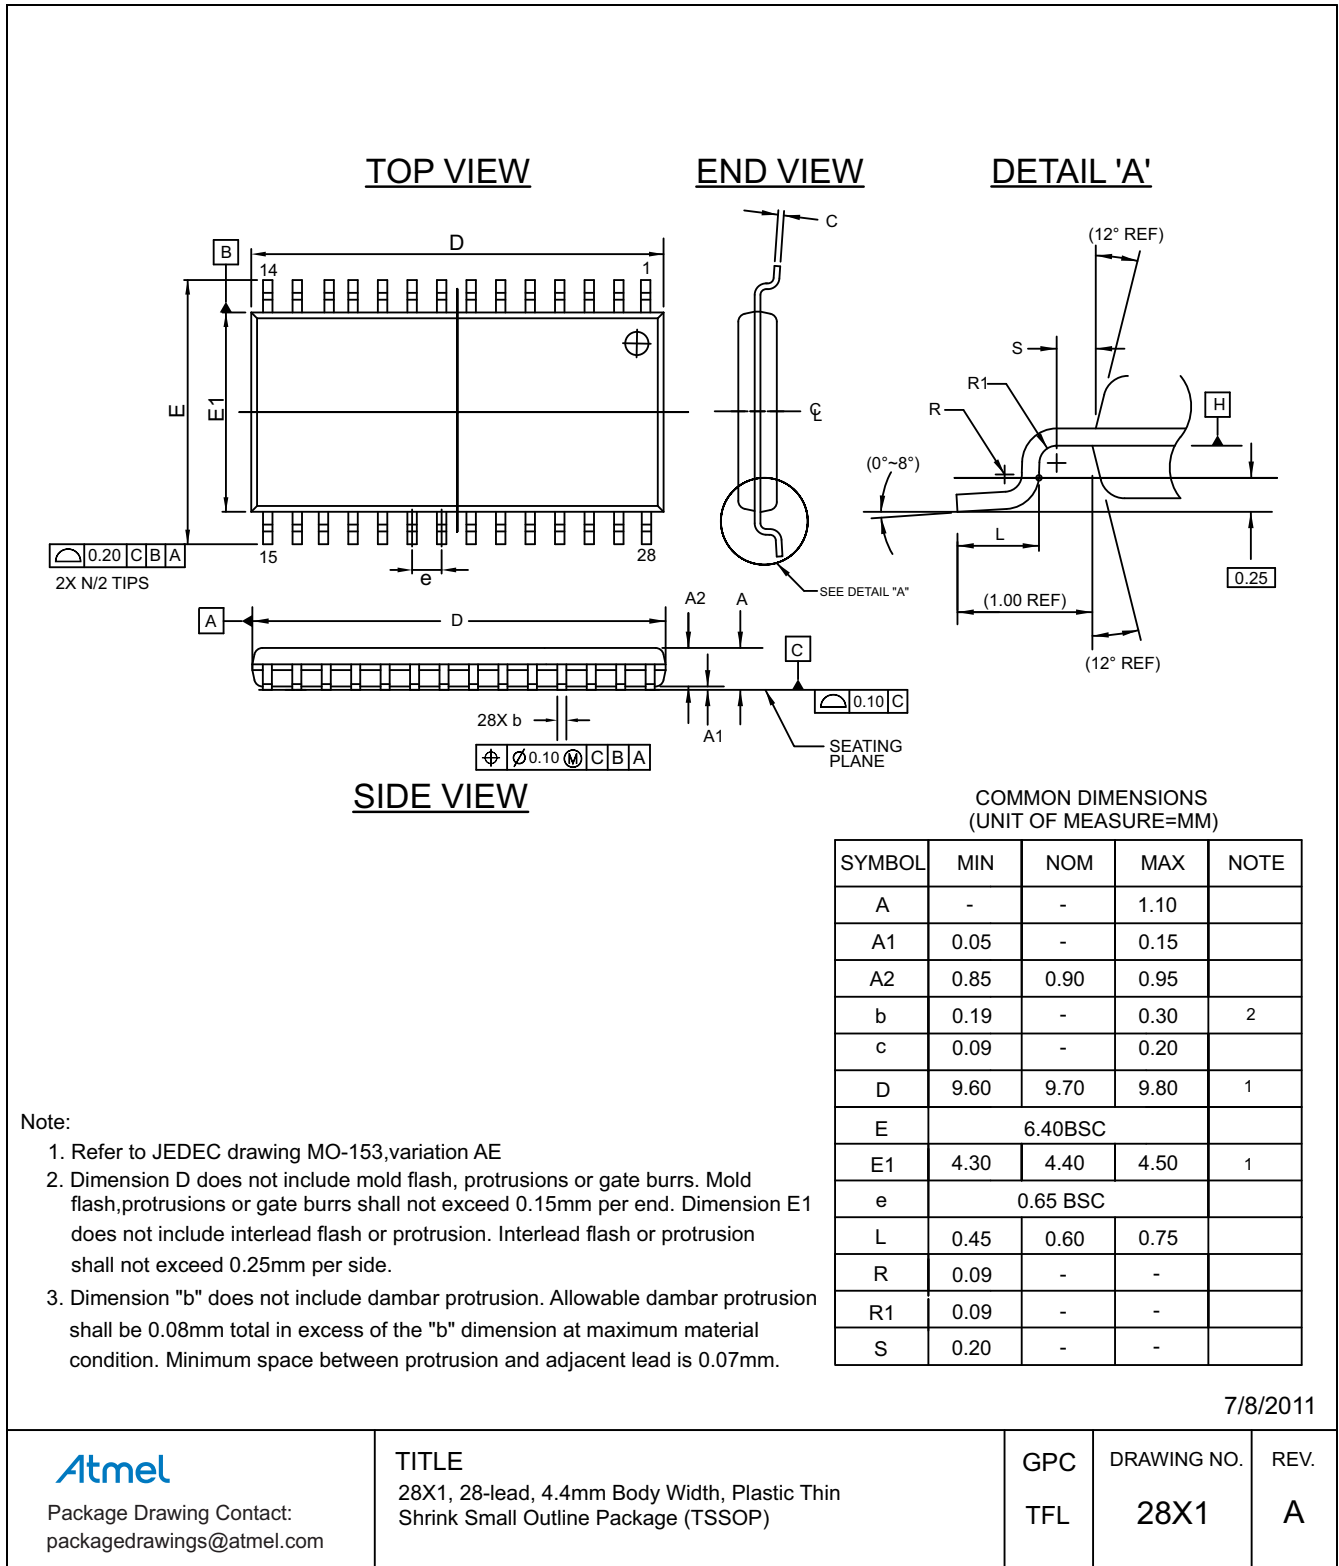 TOP VIEW
END VIEW
DETAIL 'A'
B
D
14
1
E
E1
15
28
e
0.20 C B A
2X N/2 TIPS
C
C̲L
SEE DETAIL "A"
(12° REF)
S
R1
R
H
(0°~8°)
L
0.25
(1.00 REF)
(12° REF)
A
D
A2
A
C
0.10 C
A1
28X b
⌖ Ø0.10 Ⓜ C B A
SEATING
PLANE
SIDE VIEW
COMMON DIMENSIONS
(UNIT OF MEASURE=MM)
SYMBOL MIN NOM MAX NOTE
A - - 1.10
A1 0.05 - 0.15
A2 0.85 0.90 0.95
b 0.19 - 0.30 2
c 0.09 - 0.20
D 9.60 9.70 9.80 1
E 6.40BSC
E1 4.30 4.40 4.50 1
e 0.65 BSC
L 0.45 0.60 0.75
R 0.09 - -
R1 0.09 - -
S 0.20 - -
Note:
1. Refer to JEDEC drawing MO-153,variation AE
2. Dimension D does not include mold flash, protrusions or gate burrs. Mold
flash,protrusions or gate burrs shall not exceed 0.15mm per end. Dimension E1
does not include interlead flash or protrusion. Interlead flash or protrusion
shall not exceed 0.25mm per side.
3. Dimension "b" does not include dambar protrusion. Allowable dambar protrusion
shall be 0.08mm total in excess of the "b" dimension at maximum material
condition. Minimum space between protrusion and adjacent lead is 0.07mm.
7/8/2011
Atmel
Package Drawing Contact:
packagedrawings@atmel.com
TITLE
28X1, 28-lead, 4.4mm Body Width, Plastic Thin
Shrink Small Outline Package (TSSOP)
GPC
TFL
DRAWING NO.
28X1
REV.
A